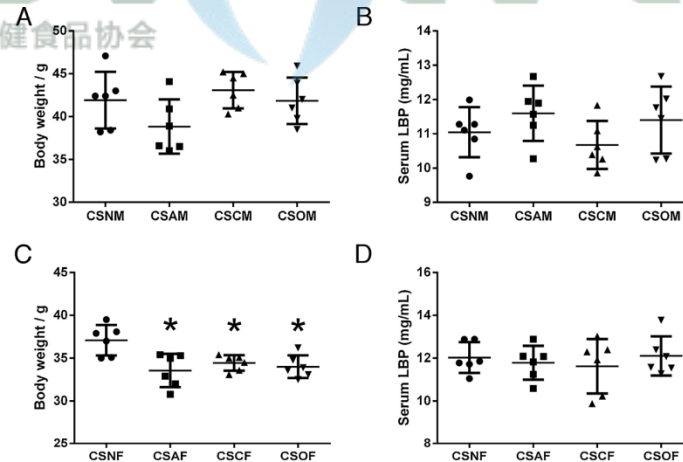 A
B
健食品协会
Body weight / g
50
45
40
35
30
CSNM CSAM CSCM CSOM
Serum LBP (mg/mL)
14
13
12
11
10
9
CSNM CSAM CSCM CSOM
C
D
Body weight / g
45
40
35
30
25
* * *
CSNF CSAF CSCF CSOF
Serum LBP (mg/mL)
16
14
12
10
8
CSNF CSAF CSCF CSOF